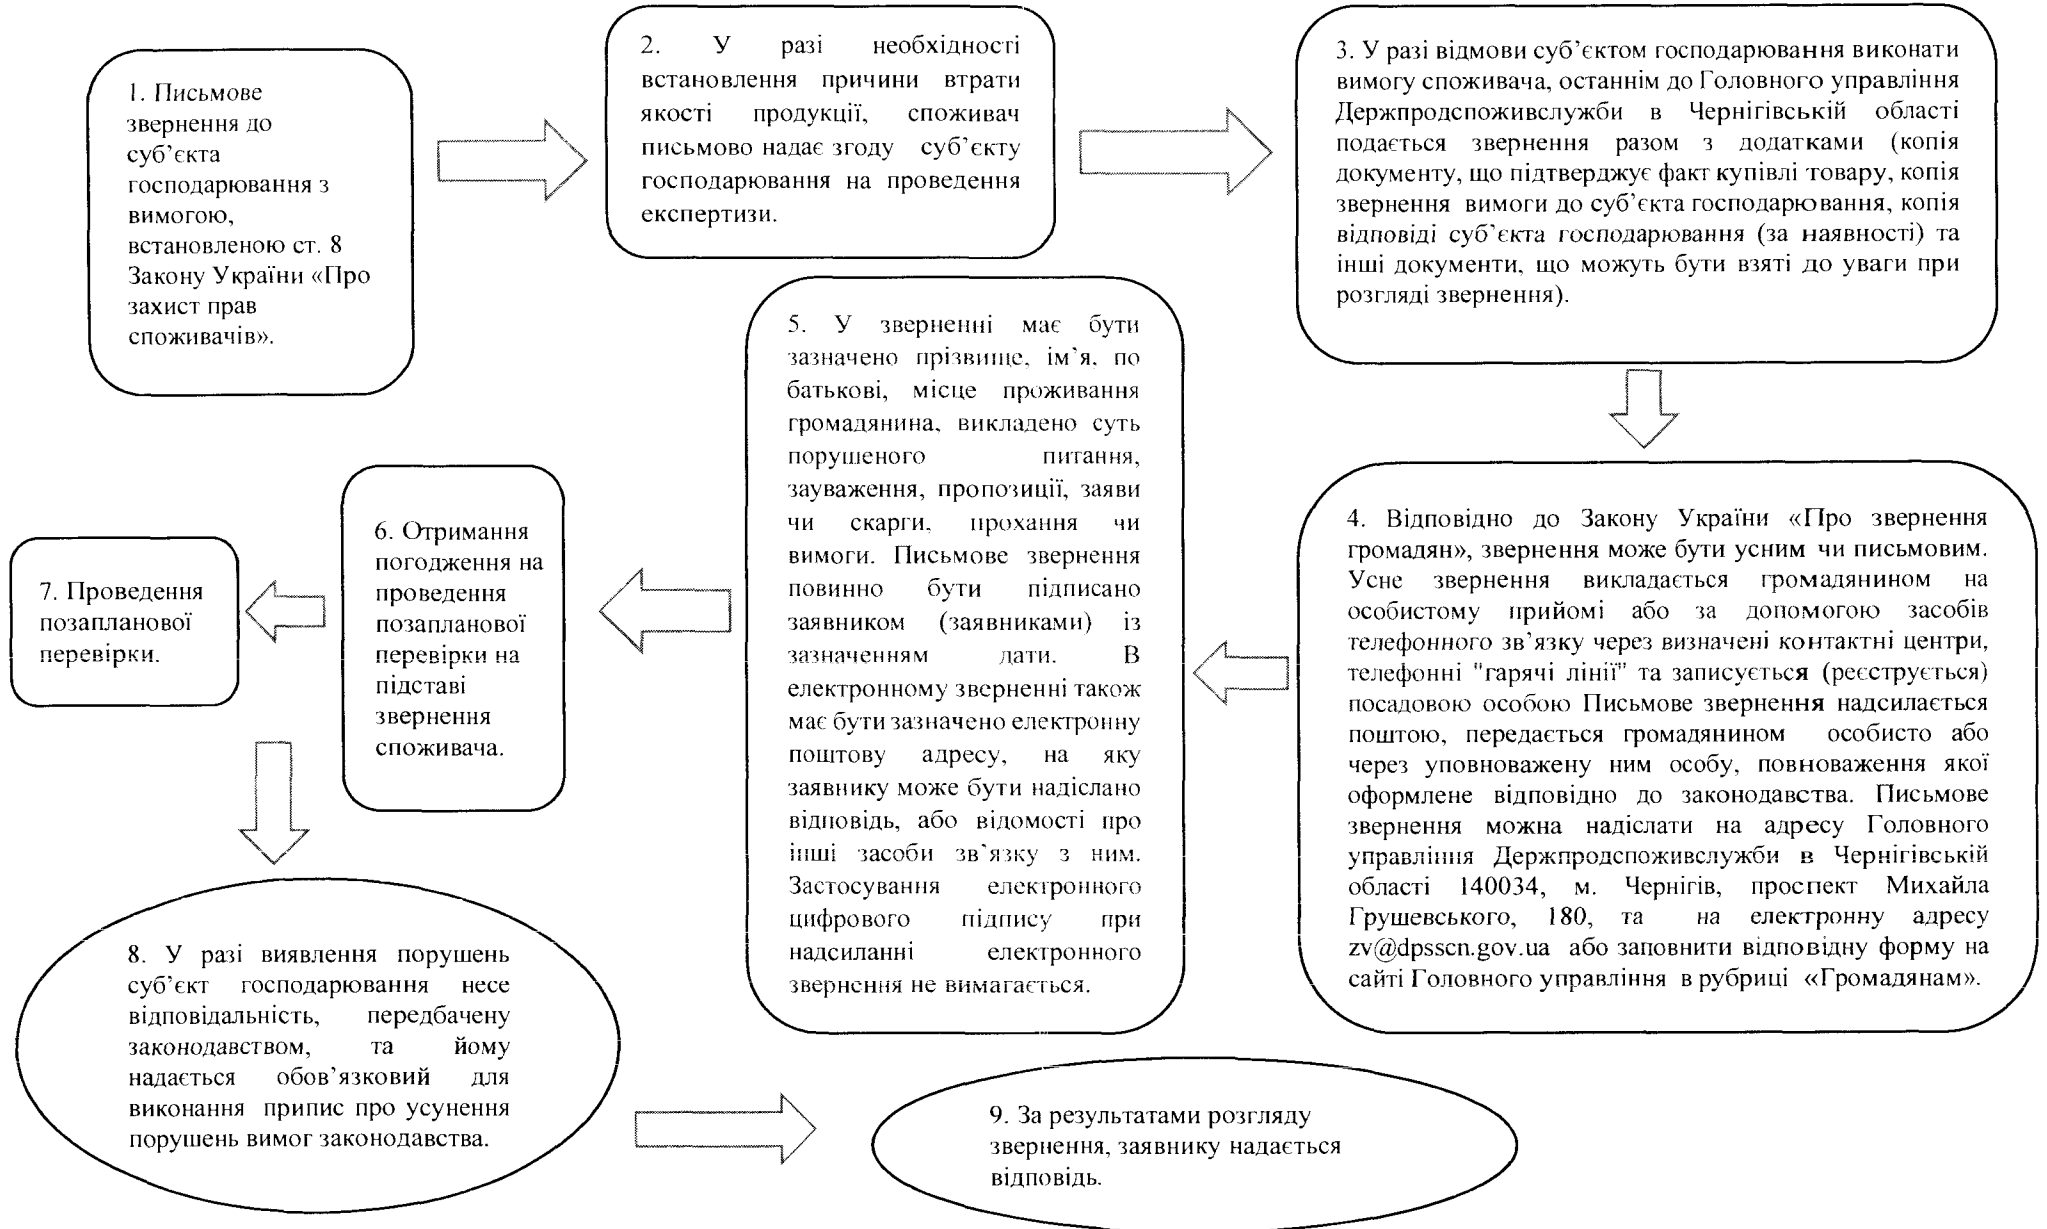 1. Письмове
звернення до
суб’єкта
господарювання з
вимогою,
встановленою ст. 8
Закону України «Про
захист прав
споживачів».
2. У разі необхідності
встановлення причини втрати
якості продукції, споживач
письмово надає згоду суб’єкту
господарювання на проведення
експертизи.
3. У разі відмови суб’єктом господарювання виконати
вимогу споживача, останнім до Головного управління
Держпродспоживслужби в Чернігівській області
подається звернення разом з додатками (копія
документу, що підтверджує факт купівлі товару, копія
звернення вимоги до суб’єкта господарювання, копія
відповіді суб’єкта господарювання (за наявності) та
інші документи, що можуть бути взяті до уваги при
розгляді звернення).
4. Відповідно до Закону України «Про звернення
громадян», звернення може бути усним чи письмовим.
Усне звернення викладається громадянином на
особистому прийомі або за допомогою засобів
телефонного зв’язку через визначені контактні центри,
телефонні "гарячі лінії" та записується (реєструється)
посадовою особою Письмове звернення надсилається
поштою, передається громадянином особисто або
через уповноважену ним особу, повноваження якої
оформлене відповідно до законодавства. Письмове
звернення можна надіслати на адресу Головного
управління Держпродспоживслужби в Чернігівській
області 140034, м. Чернігів, проспект Михайла
Грушевського, 180, та на електронну адресу
zv@dpsscn.gov.ua або заповнити відповідну форму на
сайті Головного управління в рубриці «Громадянам».
5. У зверненні має бути
зазначено прізвище, ім’я, по
батькові, місце проживання
громадянина, викладено суть
порушеного питання,
зауваження, пропозиції, заяви
чи скарги, прохання чи
вимоги. Письмове звернення
повинно бути підписано
заявником (заявниками) із
зазначенням дати. В
електронному зверненні також
має бути зазначено електронну
поштову адресу, на яку
заявнику може бути надіслано
відповідь, або відомості про
інші засоби зв’язку з ним.
Застосування електронного
цифрового підпису при
надсиланні електронного
звернення не вимагається.
6. Отримання
погодження на
проведення
позапланової
перевірки на
підставі
звернення
споживача.
7. Проведення
позапланової
перевірки.
8. У разі виявлення порушень
суб’єкт господарювання несе
відповідальність, передбачену
законодавством, та йому
надається обов’язковий для
виконання припис про усунення
порушень вимог законодавства.
9. За результатами розгляду
звернення, заявнику надається
відповідь.